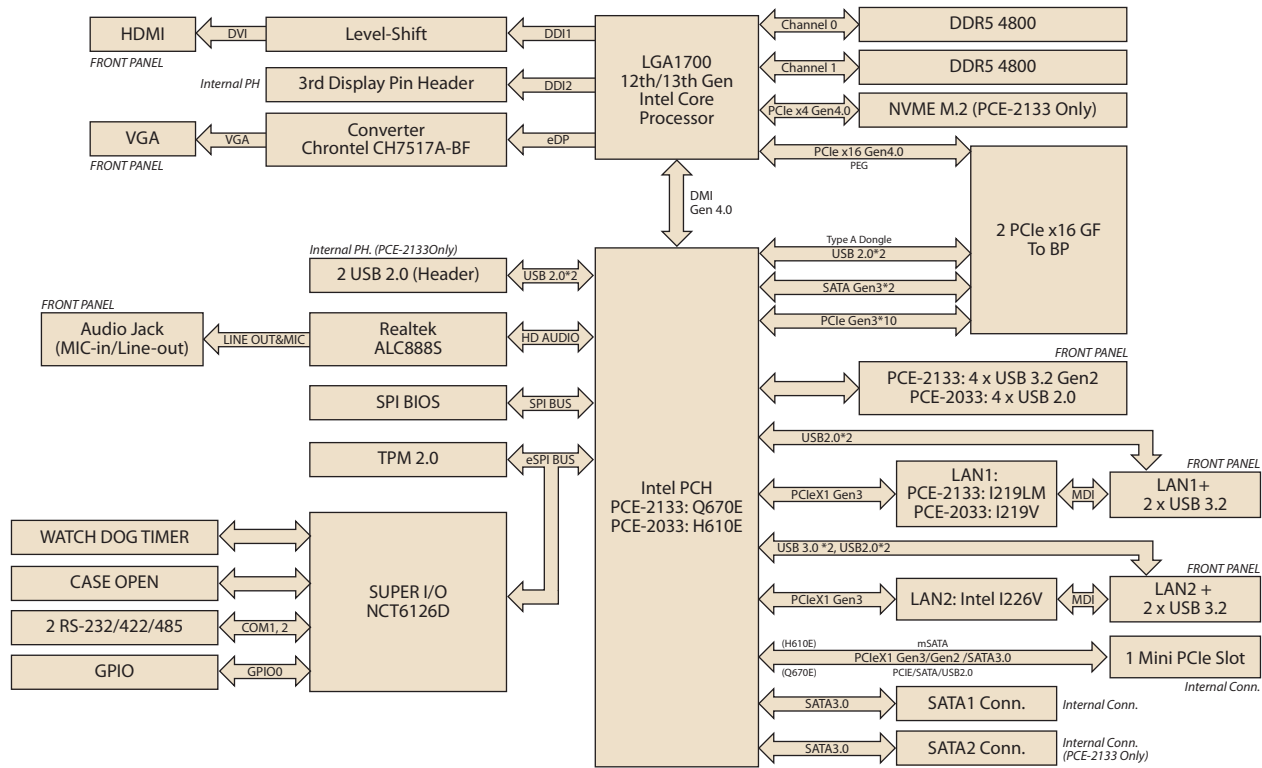 HDMI
FRONT PANEL
DVI
Level-Shift
DDI1
Internal PH
3rd Display Pin Header
DDI2
VGA
FRONT PANEL
VGA
Converter
Chrontel CH7517A-BF
eDP
LGA1700
12th/13th Gen
Intel Core
Processor
Channel 0
DDR5 4800
Channel 1
DDR5 4800
PCIe x4 Gen4.0
NVME M.2 (PCE-2133 Only)
PCIe x16 Gen4.0
PEG
DMI
Gen 4.0
2 PCIe x16 GF
To BP
Type A Dongle
USB 2.0*2
SATA Gen3*2
PCIe Gen3*10
Internal PH. (PCE-2133Only)
2 USB 2.0 (Header)
USB 2.0*2
FRONT PANEL
Audio Jack
(MIC-in/Line-out)
LINE OUT&MIC
Realtek
ALC888S
HD AUDIO
SPI BIOS
SPI BUS
TPM 2.0
eSPI BUS
Intel PCH
PCE-2133: Q670E
PCE-2033: H610E
FRONT PANEL
PCE-2133: 4 x USB 3.2 Gen2
PCE-2033: 4 x USB 2.0
USB2.0*2
PCIeX1 Gen3
LAN1:
PCE-2133: I219LM
PCE-2033: I219V
MDI
FRONT PANEL
LAN1+
2 x USB 3.2
USB 3.0 *2, USB2.0*2
PCIeX1 Gen3
LAN2: Intel I226V
MDI
FRONT PANEL
LAN2 +
2 x USB 3.2
WATCH DOG TIMER
CASE OPEN
2 RS-232/422/485
COM1, 2
GPIO
GPIO0
SUPER I/O
NCT6126D
(H610E)
mSATA
PCIeX1 Gen3/Gen2 /SATA3.0
(Q670E)
PCIE/SATA/USB2.0
1 Mini PCIe Slot
Internal Conn.
SATA3.0
SATA1 Conn.
Internal Conn.
SATA3.0
SATA2 Conn.
Internal Conn.
(PCE-2133 Only)